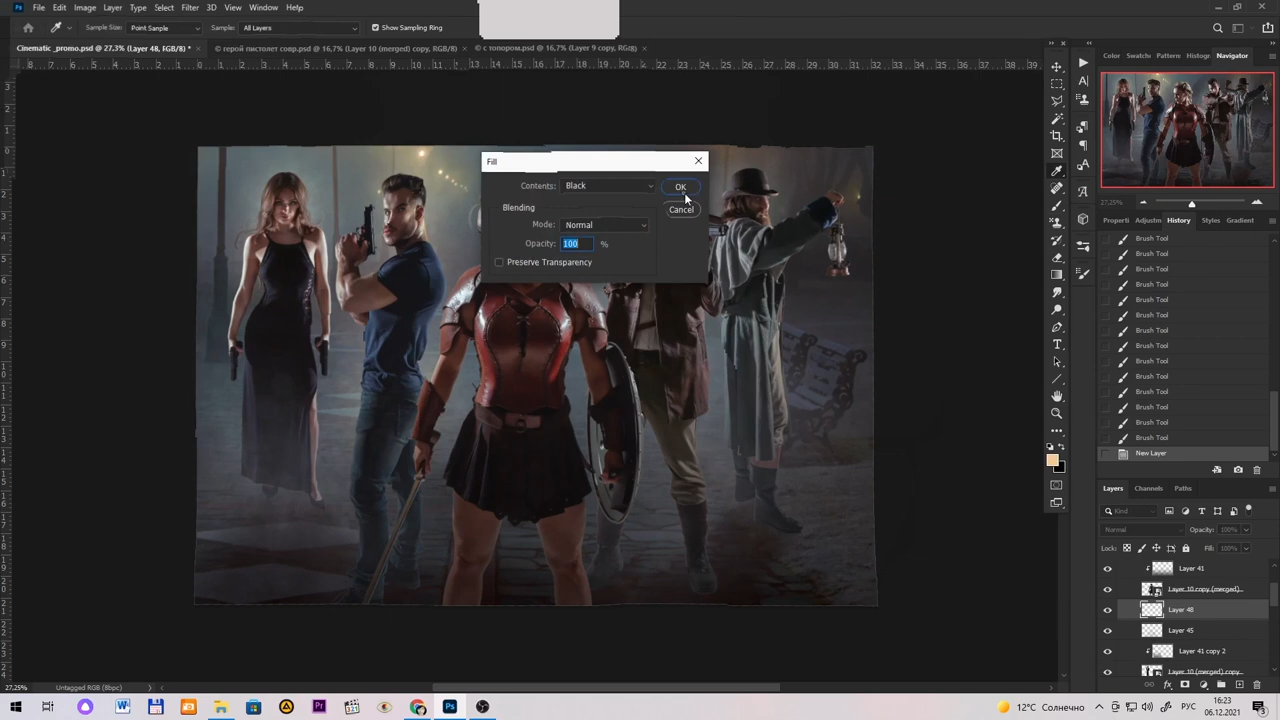 Ps File Edit Image Layer Type Select Filter 3D View Window Help
Sample Size: Point Sample Sample: All Layers Show Sampling Ring
Cinematic _promo.psd @ 27,3% (Layer 48, RGB/8) * × © герой пистолет совр.psd @ 16,7% (Layer 10 (merged) copy, RGB/8) × © с топором.psd @ 16,7% (Layer 9 copy, RGB) ×
Fill
Contents: Black OK
Blending
Cancel
Mode: Normal
Opacity: 100 %
Preserve Transparency
Color Swatch Pattern Histogr Navigator
27,25%
Properti Adjustm History Styles Gradient
Brush Tool
Brush Tool
Brush Tool
Brush Tool
Brush Tool
Brush Tool
Brush Tool
Brush Tool
Brush Tool
Brush Tool
Brush Tool
Brush Tool
Brush Tool
Brush Tool
New Layer
Layers Channels Paths
Kind
Normal Opacity: 100%
Lock: Fill: 100%
Layer 41
Layer 10 copy (merged)...
Layer 48
Layer 45
Layer 41 copy 2
Layer 10 (merged) copy...
27,25% Untagged RGB (8bpc)
12°C Солнечно РУС 16:23
06.12.2021